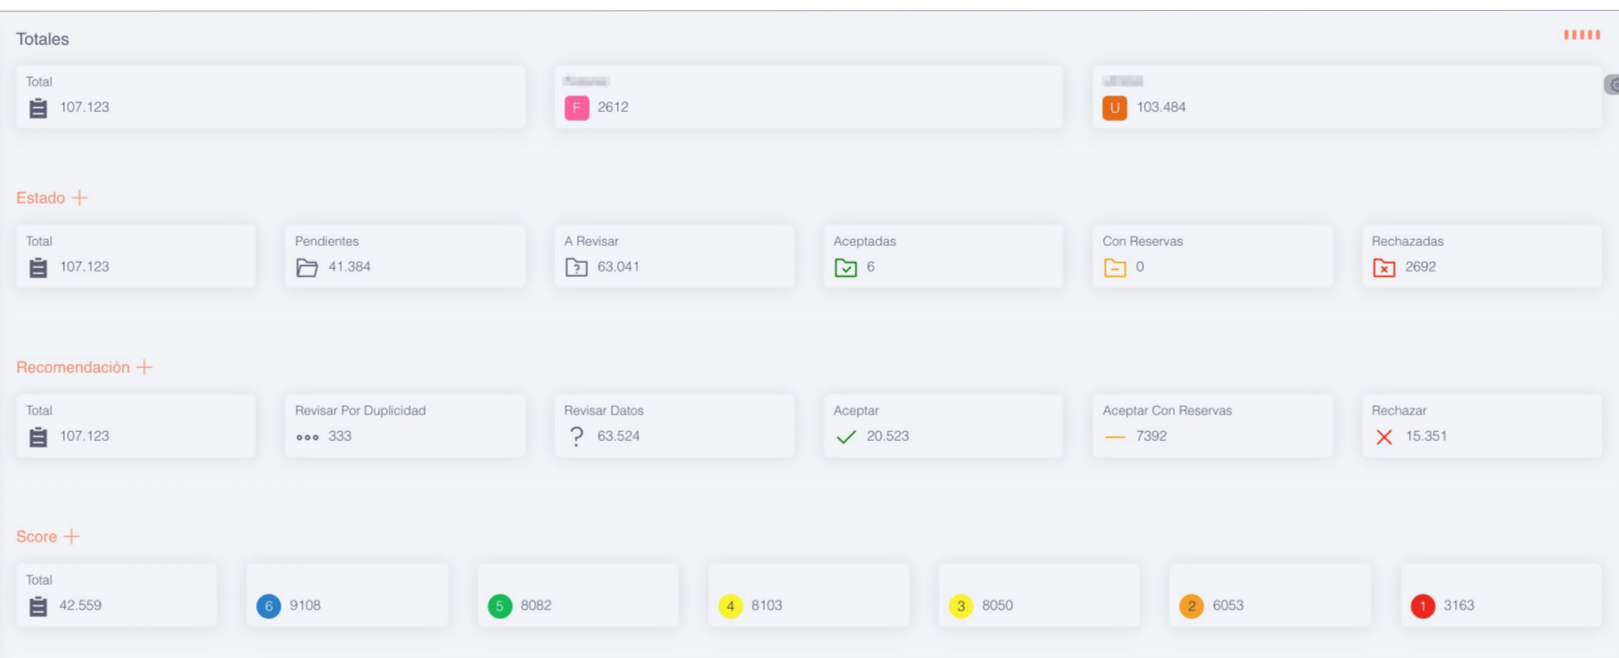 Totales
Total
107.123
F 2612
U 103.484
Estado
Total Pendientes A Revisar Aceptadas Con Reservas Rechazadas
107.123 41.384 63.041 6 0 2692
Recomendación
Total Revisar Por Duplicidad Revisar Datos Aceptar Aceptar Con Reservas Rechazar
107.123 333 63.524 20.523 7392 15.351
Score
Total
42.559 6 9108 5 8082 4 8103 3 8050 2 6053 1 3163